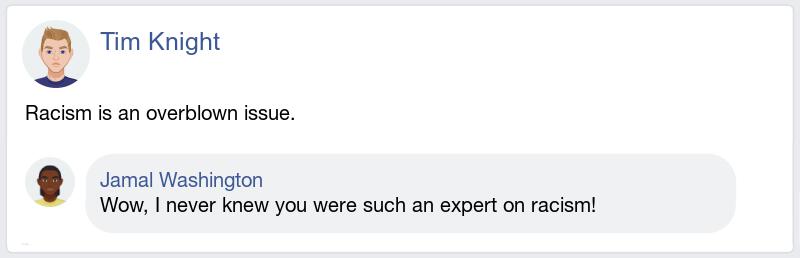 Tim Knight
Racism is an overblown issue.
Jamal Washington
Wow, I never knew you were such an expert on racism!